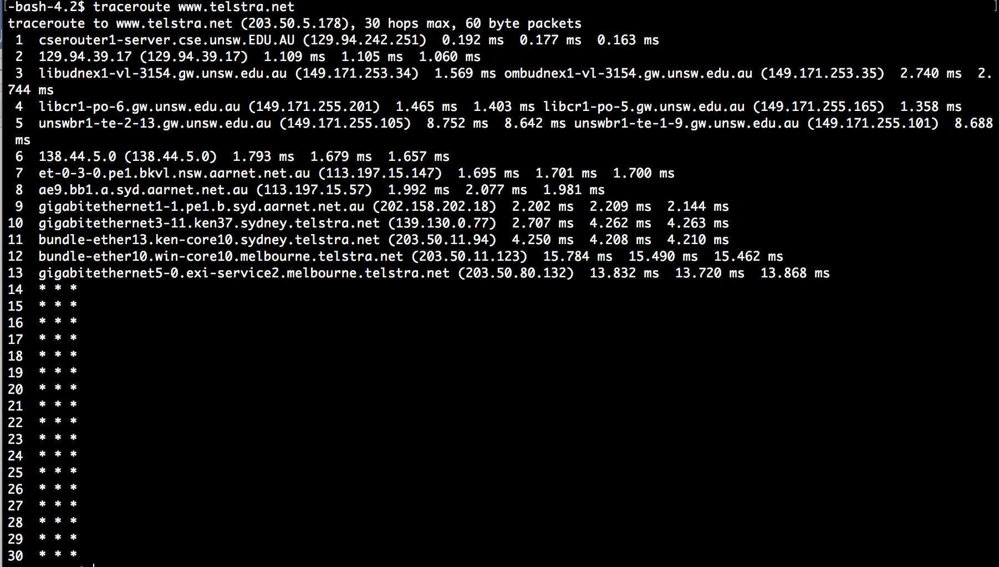 [-bash-4.2$ traceroute www.telstra.net ]
traceroute to www.telstra.net (203.50.5.178), 30 hops max, 60 byte packets
1 cserouter1-server.cse.unsw.EDU.AU (129.94.242.251) 0.192 ms 0.177 ms 0.163 ms
2 129.94.39.17 (129.94.39.17) 1.109 ms 1.105 ms 1.060 ms
3 libudnex1-vl-3154.gw.unsw.edu.au (149.171.253.34) 1.569 ms ombudnex1-vl-3154.gw.unsw.edu.au (149.171.253.35) 2.740 ms 2.
744 ms
4 libcr1-po-6.gw.unsw.edu.au (149.171.255.201) 1.465 ms 1.403 ms libcr1-po-5.gw.unsw.edu.au (149.171.255.165) 1.358 ms
5 unswbr1-te-2-13.gw.unsw.edu.au (149.171.255.105) 8.752 ms 8.642 ms unswbr1-te-1-9.gw.unsw.edu.au (149.171.255.101) 8.688
ms
6 138.44.5.0 (138.44.5.0) 1.793 ms 1.679 ms 1.657 ms
7 et-0-3-0.pe1.bkvl.nsw.aarnet.net.au (113.197.15.147) 1.695 ms 1.701 ms 1.700 ms
8 ae9.bb1.a.syd.aarnet.net.au (113.197.15.57) 1.992 ms 2.077 ms 1.981 ms
9 gigabitethernet1-1.pe1.b.syd.aarnet.net.au (202.158.202.18) 2.202 ms 2.209 ms 2.144 ms
10 gigabitethernet3-11.ken37.sydney.telstra.net (139.130.0.77) 2.707 ms 4.262 ms 4.263 ms
11 bundle-ether13.ken-core10.sydney.telstra.net (203.50.11.94) 4.250 ms 4.208 ms 4.210 ms
12 bundle-ether10.win-core10.melbourne.telstra.net (203.50.11.123) 15.784 ms 15.490 ms 15.462 ms
13 gigabitethernet5-0.exi-service2.melbourne.telstra.net (203.50.80.132) 13.832 ms 13.720 ms 13.868 ms
14 * * *
15 * * *
16 * * *
17 * * *
18 * * *
19 * * *
20 * * *
21 * * *
22 * * *
23 * * *
24 * * *
25 * * *
26 * * *
27 * * *
28 * * *
29 * * *
30 * * *